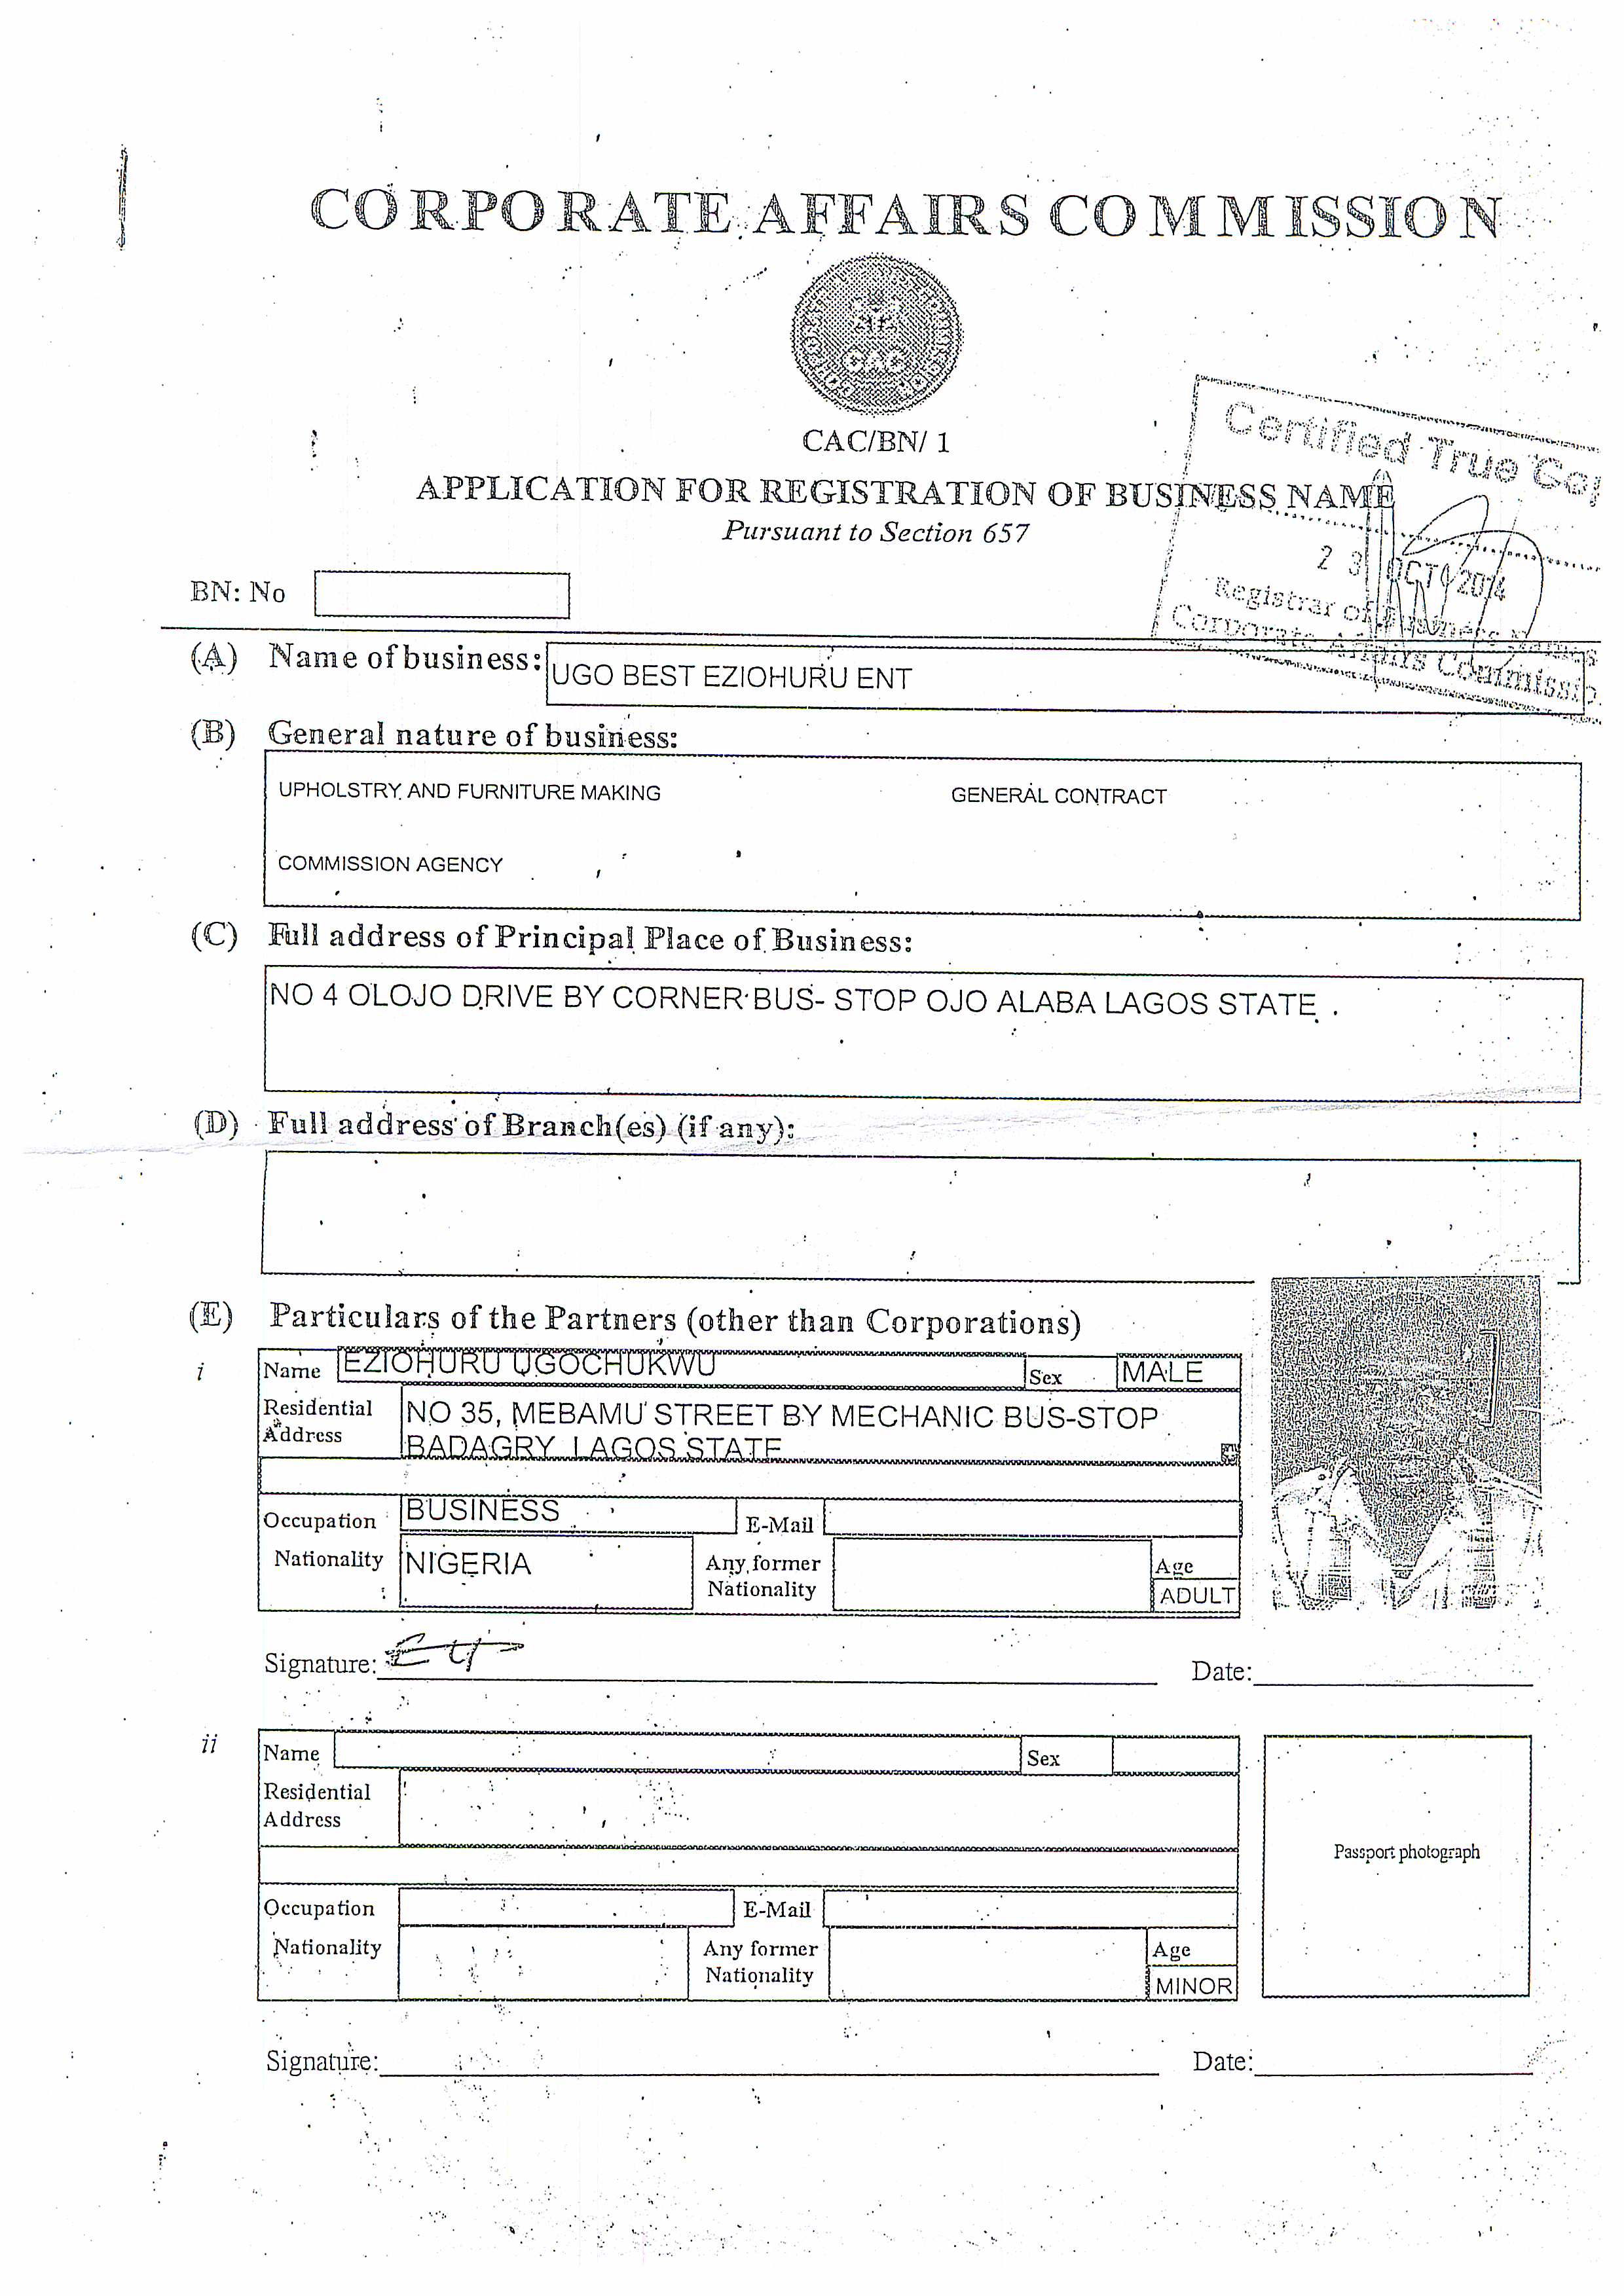 CORPORATE AFFAIRS COMMISSION
CAC
CAC/BN/ 1
APPLICATION FOR REGISTRATION OF BUSINESS NAME
Pursuant to Section 657
Certified True
23 OCT 2014
Registrar of Business Names
Corporate Affairs Commissio
BN: No
(A) Name of business: UGO BEST EZIOHURU ENT
(B) General nature of business:
UPHOLSTRY AND FURNITURE MAKING GENERAL CONTRACT
COMMISSION AGENCY
(C) Full address of Principal Place of Business:
NO 4 OLOJO DRIVE BY CORNER BUS- STOP OJO ALABA LAGOS STATE .
(D) Full address of Branch(es) (if any):
(E) Particulars of the Partners (other than Corporations)
i Name EZIOHURU UGOCHUKWU Sex MALE
Residential Address NO 35, MEBAMU STREET BY MECHANIC BUS-STOP
BADAGRY LAGOS STATE
Occupation BUSINESS E-Mail
Nationality NIGERIA Any former Nationality Age
ADULT
Signature: Date:
ii Name Sex
Residential
Address
Passport photograph
Occupation E-Mail
Nationality Any former Nationality Age
MINOR
Signature: Date: